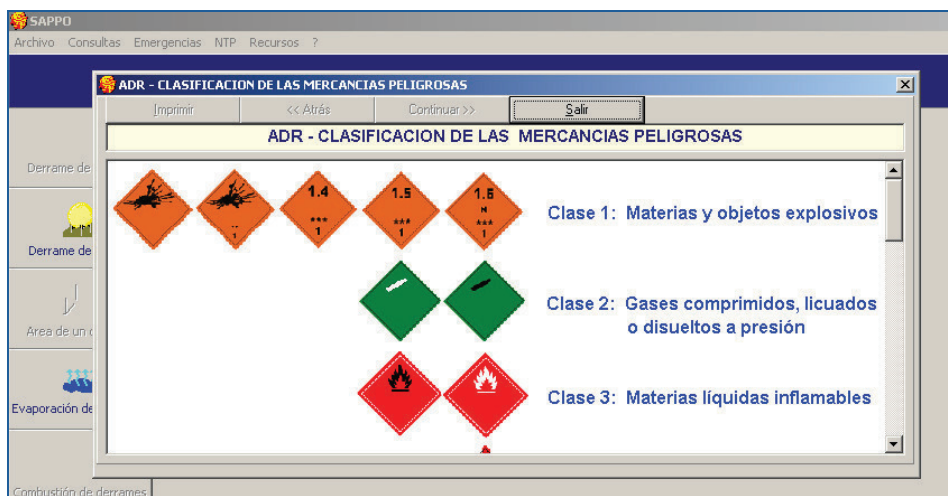 SAPPO
Archivo Consultas Emergencias NTP Recursos ?
ADR - CLASIFICACION DE LAS MERCANCIAS PELIGROSAS
Imprimir << Atrás Continuar >> Salir
ADR - CLASIFICACION DE LAS MERCANCIAS PELIGROSAS
Derrame de
1.4
***
1
1.5
***
1
1.6
N
***
1
Clase 1: Materias y objetos explosivos
Derrame de
Clase 2: Gases comprimidos, licuados
o disueltos a presión
Area de un
Clase 3: Materias líquidas inflamables
Evaporación de
Combustión de derrames